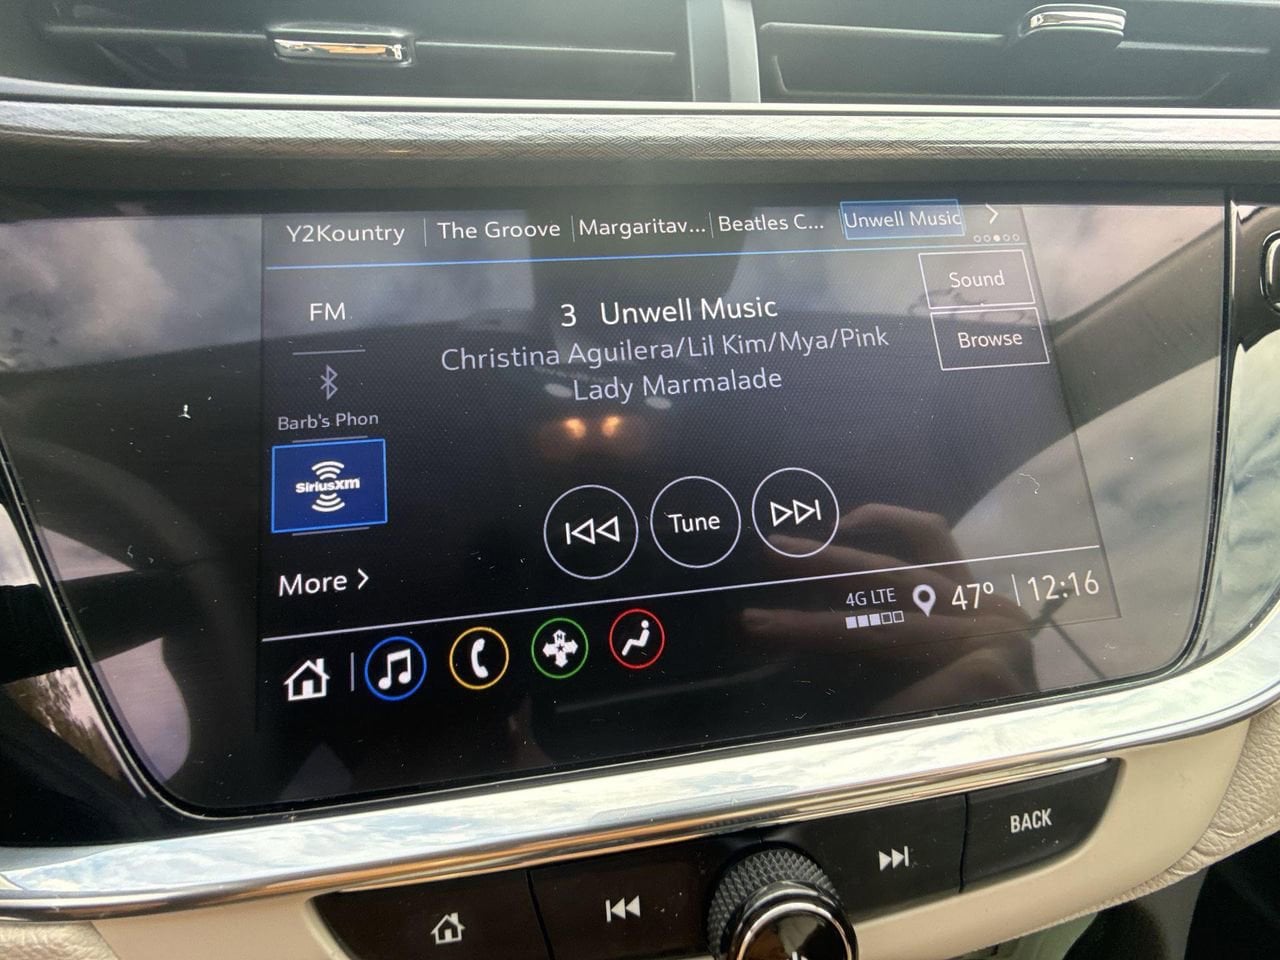 Y2Kountry The Groove Margaritav... Beatles C... Unwell Music
FM
3 Unwell Music
Sound
Christina Aguilera/Lil Kim/Mya/Pink
Browse
Lady Marmalade
Barb's Phon
SiriusXM
Tune
More
4G LTE 47° 12:16
N
BACK